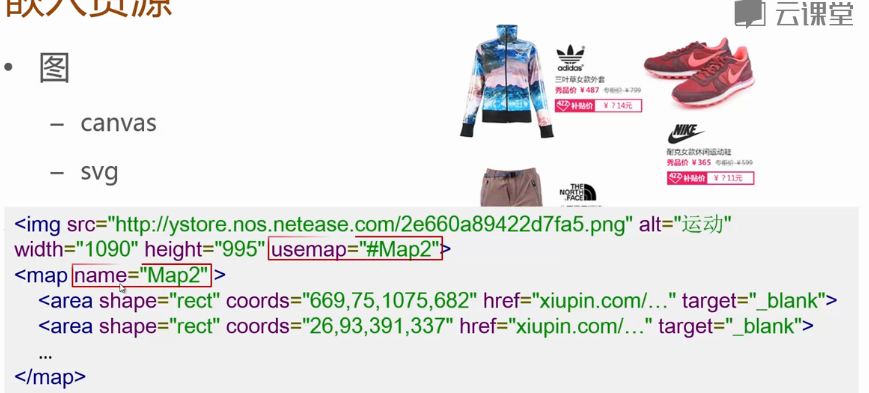 嵌入资源
云课堂
• 图
– canvas
– svg
adidas
三叶草女款外套
秀品价 ￥487 专柜价 ￥799
补贴价 ￥?14元
NIKE
耐克女款休闲运动鞋
秀品价 ￥365 专柜价 ￥599
补贴价 ￥?11元
THE
NORTH
FACE
<img src="http://ystore.nos.netease.com/2e660a89422d7fa5.png" alt="运动"
width="1090" height="995" usemap="#Map2">
<map name="Map2" >
<area shape="rect" coords="669,75,1075,682" href="xiupin.com/…" target="_blank">
<area shape="rect" coords="26,93,391,337" href="xiupin.com/…" target="_blank">
...
</map>